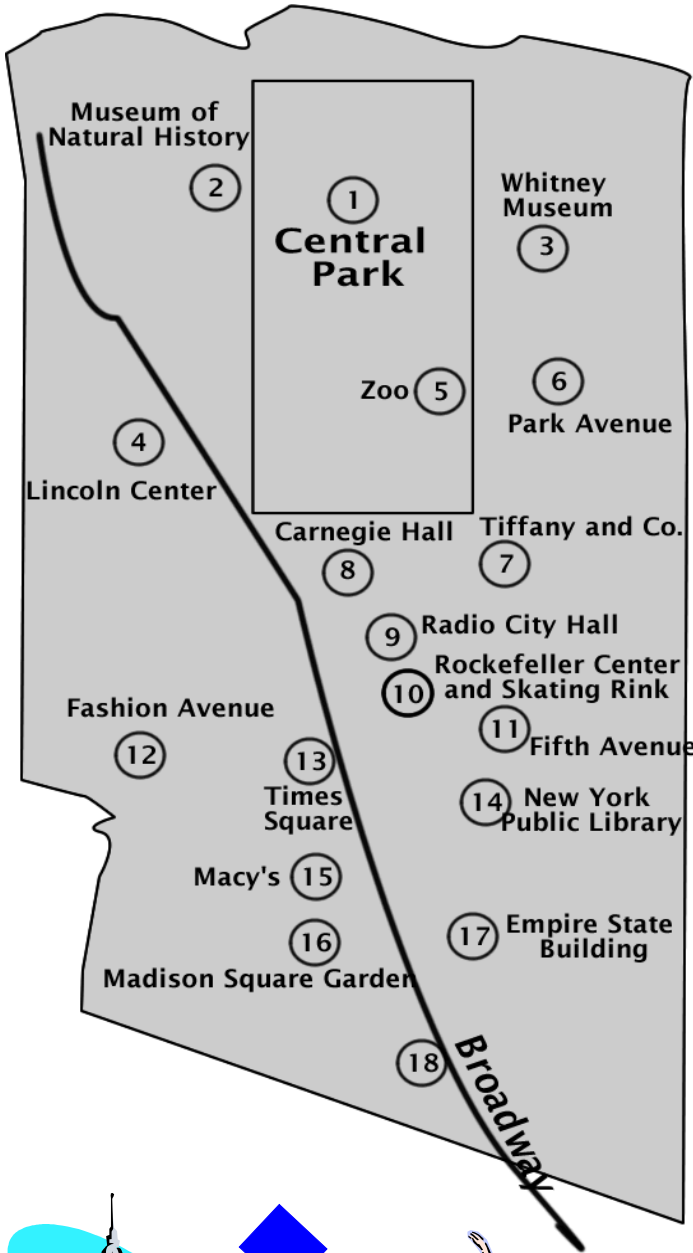 Museum of
Natural History
2
1
Central
Park
Whitney
Museum
3
Zoo 5
6
Park Avenue
4
Lincoln Center
Carnegie Hall
8
Tiffany and Co.
7
9 Radio City Hall
10 Rockefeller Center
and Skating Rink
11
Fifth Avenue
Fashion Avenue
12
13
Times
Square
14 New York
Public Library
Macy's 15
16
Madison Square Garden
17 Empire State
Building
18
Broadway